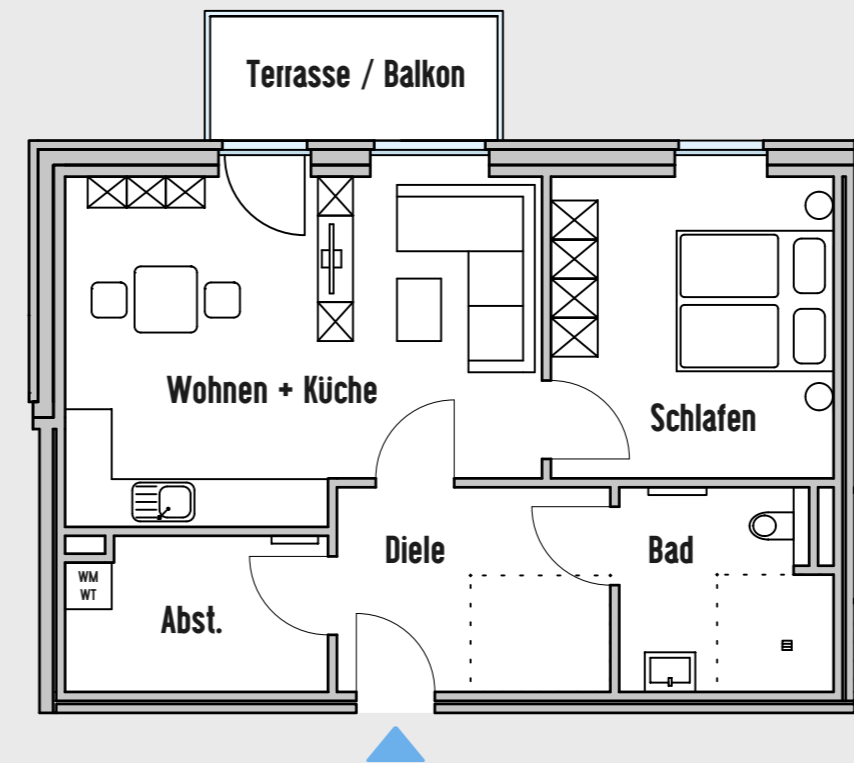 Terrasse / Balkon
Wohnen + Küche
Schlafen
Diele
Bad
WM
WT
Abst.